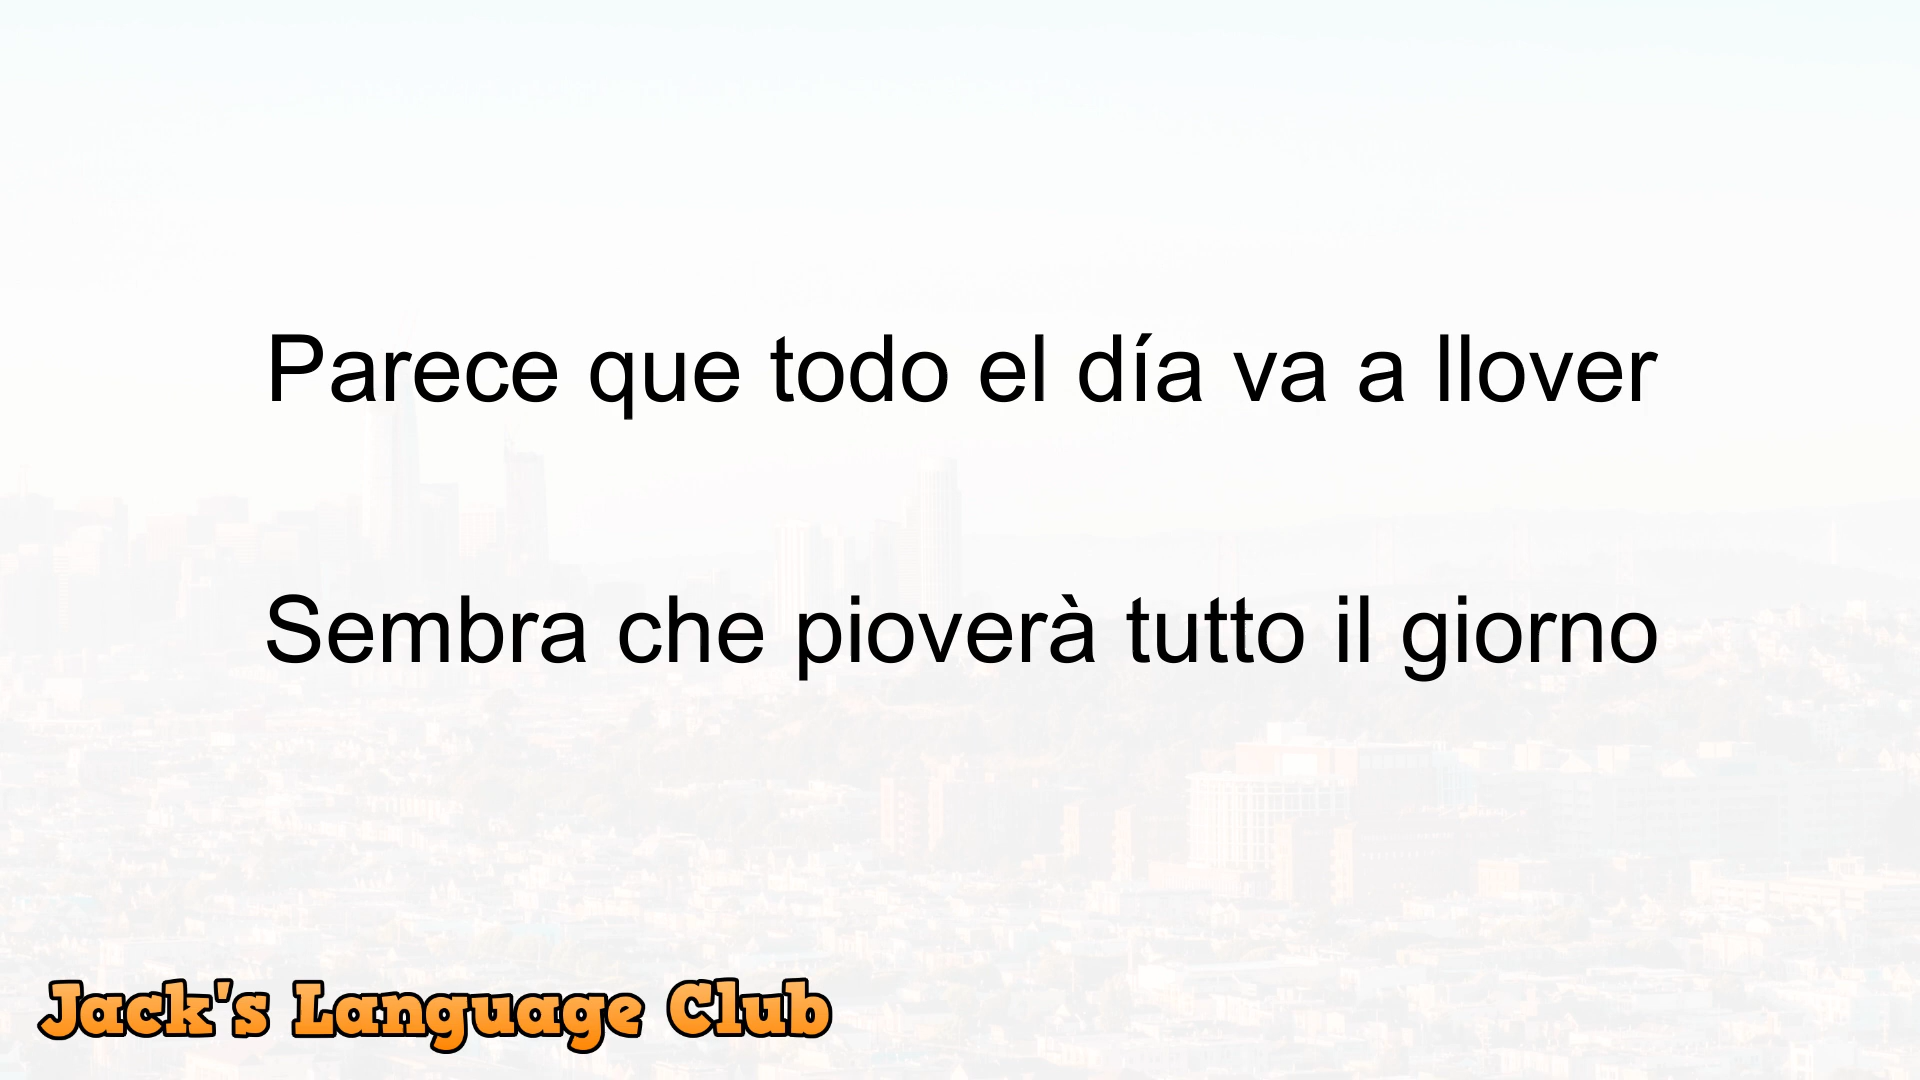 Parece que todo el día va a llover
Sembra che pioverà tutto il giorno
Jack's Language Club